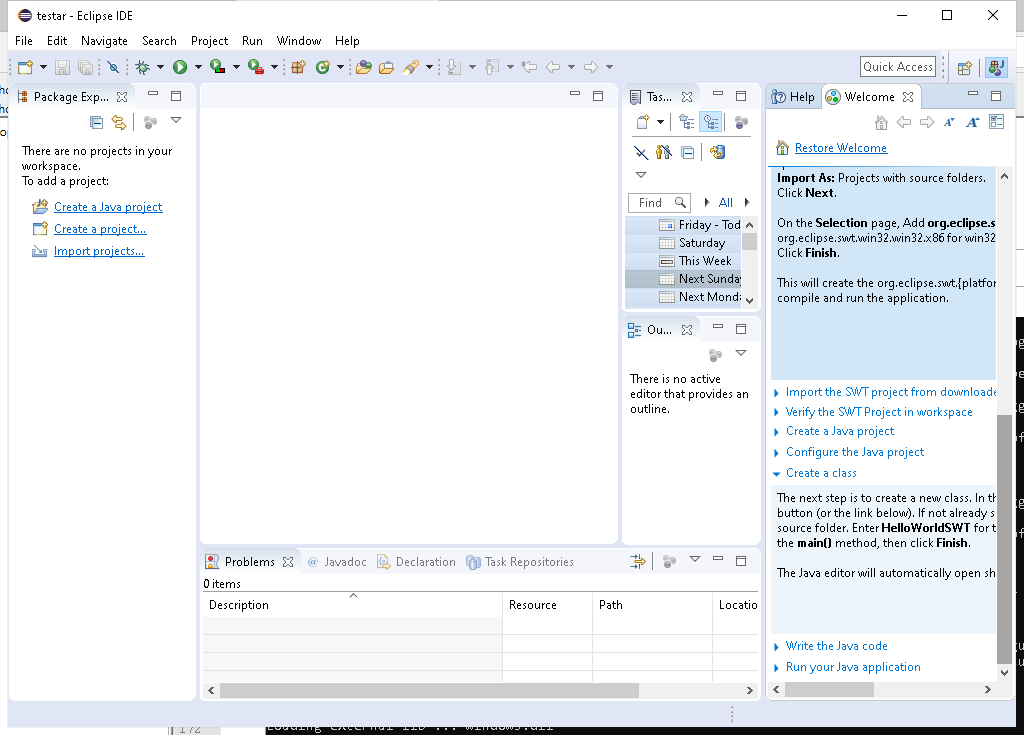 testar - Eclipse IDE
File Edit Navigate Search Project Run Window Help
Quick Access
Package Exp...
There are no projects in your
workspace.
To add a project:
Create a Java project
Create a project...
Import projects...
Tas...
Find
All
Friday - Tod
Saturday
This Week
Next Sunday
Next Monda
Ou...
There is no active
editor that provides an
outline.
Help Welcome
Restore Welcome
Import As: Projects with source folders.
Click Next.
On the Selection page, Add org.eclipse.s
org.eclipse.swt.win32.win32.x86 for win32
Click Finish.
This will create the org.eclipse.swt.{platfor
compile and run the application.
Import the SWT project from downloade
Verify the SWT Project in workspace
Create a Java project
Configure the Java project
Create a class
The next step is to create a new class. In th
button (or the link below). If not already s
source folder. Enter HelloWorldSWT for t
the main() method, then click Finish.
The Java editor will automatically open sh
Write the Java code
Run your Java application
Problems @ Javadoc Declaration Task Repositories
0 items
Description Resource Path Locatio
172
Loading external lib ... windows.dll